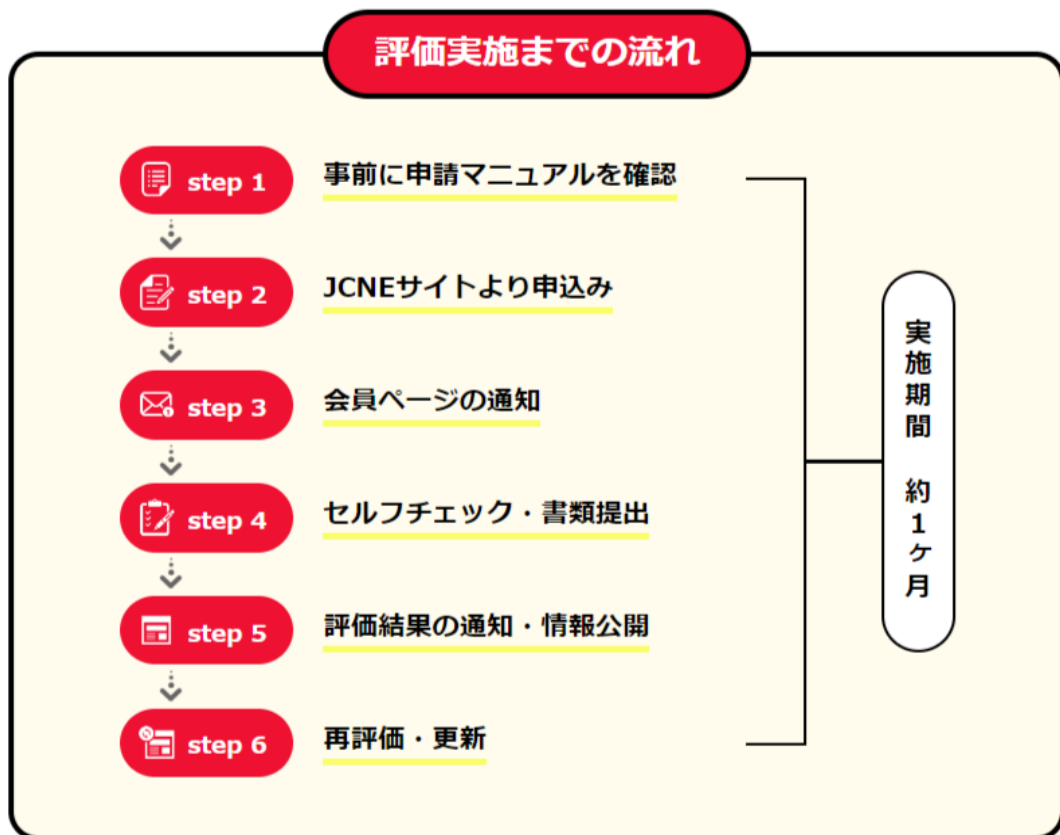 評価実施までの流れ
step 1
事前に申請マニュアルを確認
step 2
JCNEサイトより申込み
step 3
会員ページの通知
step 4
セルフチェック・書類提出
step 5
評価結果の通知・情報公開
step 6
再評価・更新
実施期間 約1ケ月